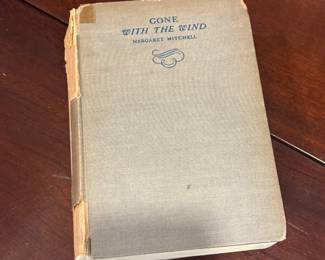 GONE
WITH THE WIND
MARGARET MITCHELL